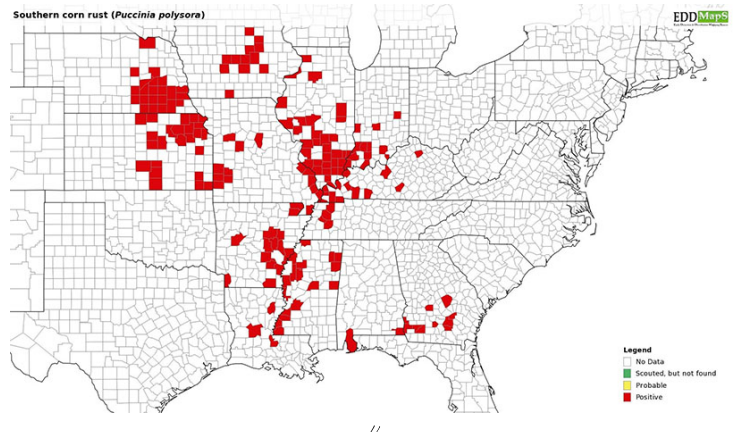 Southern corn rust (Puccinia polysora)
EDDMapS
Legend
No Data
Scouted, but not found
Probable
Positive
//